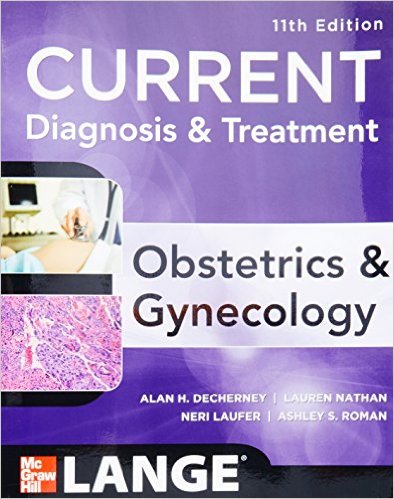 11th Edition
CURRENT
Diagnosis & Treatment
Obstetrics &
Gynecology
ALAN H. DECHERNEY | LAUREN NATHAN
NERI LAUFER | ASHLEY S. ROMAN
Mc
Graw
Hill
LANGE®